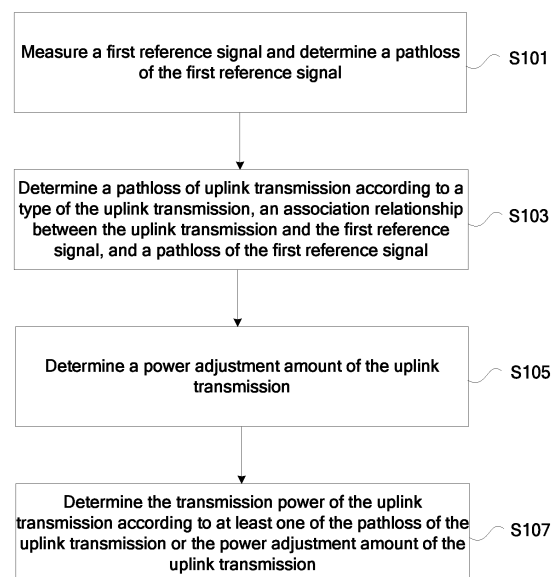 Measure a first reference signal and determine a pathloss
of the first reference signal
S101
Determine a pathloss of uplink transmission according to a
type of the uplink transmission, an association relationship
between the uplink transmission and the first reference
signal, and a pathloss of the first reference signal
S103
Determine a power adjustment amount of the uplink
transmission
S105
Determine the transmission power of the uplink
transmission according to at least one of the pathloss of the
uplink transmission or the power adjustment amount of the
uplink transmission
S107